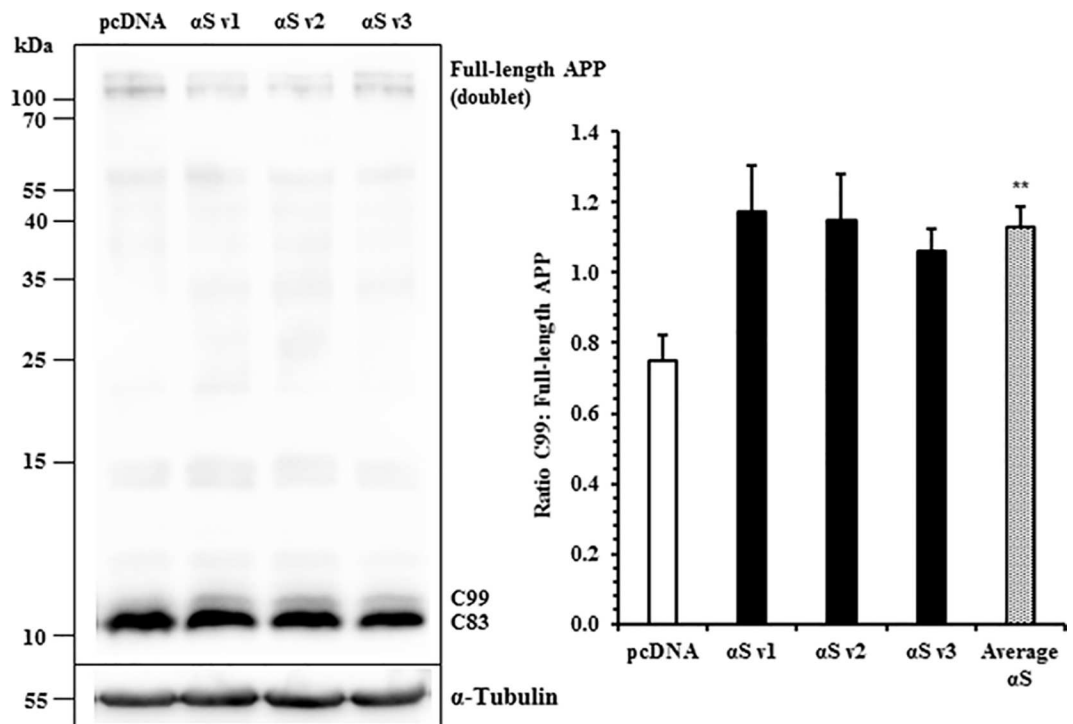 pcDNA αS v1 αS v2 αS v3
kDa
Full-length APP
(doublet)
100
70
55
40
35
25
15
C99
C83
10
55
α-Tubulin
Ratio C99: Full-length APP
1.4
1.2
1.0
0.8
0.6
0.4
0.2
0.0
**
pcDNA αS v1 αS v2 αS v3 Average
αS